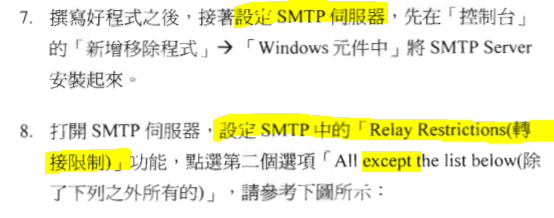 7. 撰寫好程式之後，接著設定 SMTP 伺服器，先在「控制台」
的「新增移除程式」→「Windows 元件中」將 SMTP Server
安裝起來。
8. 打開 SMTP 伺服器，設定 SMTP 中的「Relay Restrictions(轉
接限制)」功能，點選第二個選項「All except the list below(除
了下列之外所有的)」，請參考下圖所示：